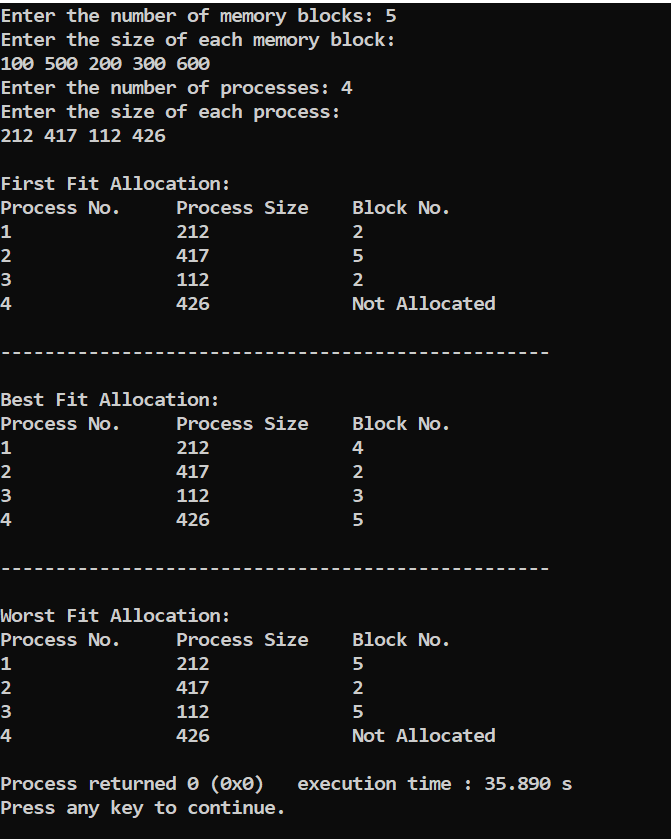 Enter the number of memory blocks: 5
Enter the size of each memory block:
100 500 200 300 600
Enter the number of processes: 4
Enter the size of each process:
212 417 112 426
First Fit Allocation:
Process No. Process Size Block No.
1 212 2
2 417 5
3 112 2
4 426 Not Allocated
--------------------------------------------------
Best Fit Allocation:
Process No. Process Size Block No.
1 212 4
2 417 2
3 112 3
4 426 5
--------------------------------------------------
Worst Fit Allocation:
Process No. Process Size Block No.
1 212 5
2 417 2
3 112 5
4 426 Not Allocated
Process returned 0 (0x0) execution time : 35.890 s
Press any key to continue.